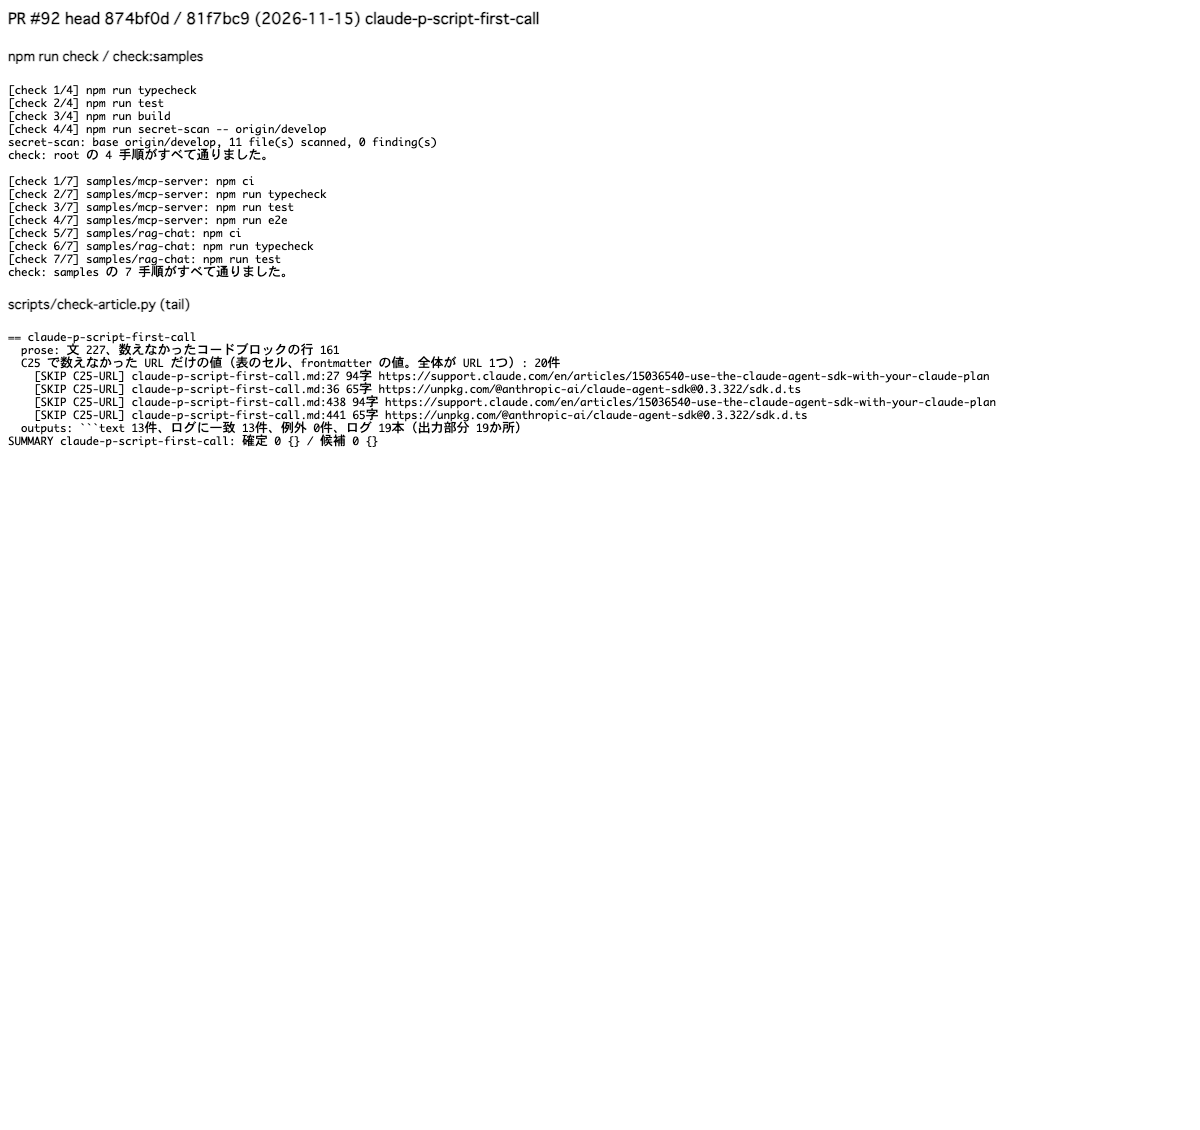 PR #92 head 874bf0d / 81f7bc9 (2026-11-15) claude-p-script-first-call
npm run check / check:samples
[check 1/4] npm run typecheck
[check 2/4] npm run test
[check 3/4] npm run build
[check 4/4] npm run secret-scan -- origin/develop
secret-scan: base origin/develop, 11 file(s) scanned, 0 finding(s)
check: root の 4 手順がすべて通りました。
[check 1/7] samples/mcp-server: npm ci
[check 2/7] samples/mcp-server: npm run typecheck
[check 3/7] samples/mcp-server: npm run test
[check 4/7] samples/mcp-server: npm run e2e
[check 5/7] samples/rag-chat: npm ci
[check 6/7] samples/rag-chat: npm run typecheck
[check 7/7] samples/rag-chat: npm run test
check: samples の 7 手順がすべて通りました。
scripts/check-article.py (tail)
== claude-p-script-first-call
  prose: 文 227、数えなかったコードブロックの行 161
  C25 で数えなかった URL だけの値（表のセル、frontmatter の値。全体が URL 1つ）: 20件
    [SKIP C25-URL] claude-p-script-first-call.md:27 94字 https://support.claude.com/en/articles/15036540-use-the-claude-agent-sdk-with-your-claude-plan
    [SKIP C25-URL] claude-p-script-first-call.md:36 65字 https://unpkg.com/@anthropic-ai/claude-agent-sdk@0.3.322/sdk.d.ts
    [SKIP C25-URL] claude-p-script-first-call.md:438 94字 https://support.claude.com/en/articles/15036540-use-the-claude-agent-sdk-with-your-claude-plan
    [SKIP C25-URL] claude-p-script-first-call.md:441 65字 https://unpkg.com/@anthropic-ai/claude-agent-sdk@0.3.322/sdk.d.ts
  outputs: ```text 13件、ログに一致 13件、例外 0件、ログ 19本（出力部分 19か所）
SUMMARY claude-p-script-first-call: 確定 0 {} / 候補 0 {}